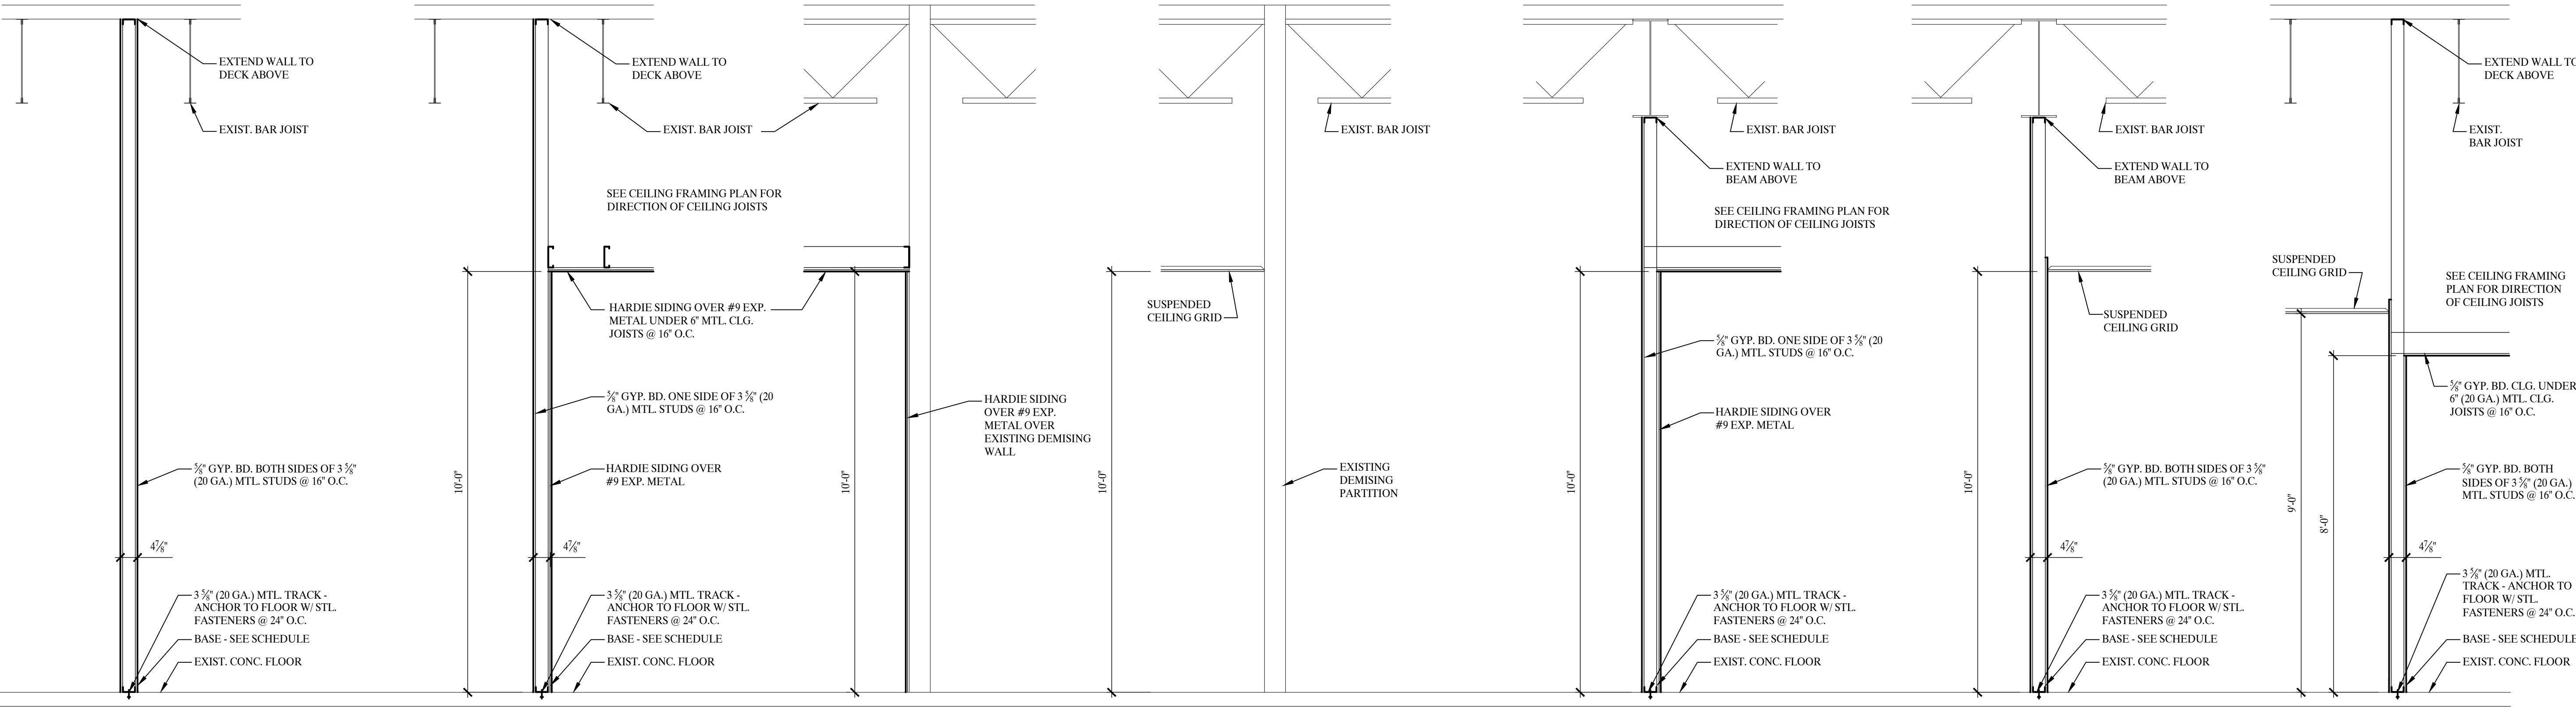 EXTEND WALL TO
DECK ABOVE
EXIST. BAR JOIST
⅝" GYP. BD. BOTH SIDES OF 3 ⅝"
(20 GA.) MTL. STUDS @ 16" O.C.
4⅞"
3 ⅝" (20 GA.) MTL. TRACK -
ANCHOR TO FLOOR W/ STL.
FASTENERS @ 24" O.C.
BASE - SEE SCHEDULE
EXIST. CONC. FLOOR
EXTEND WALL TO
DECK ABOVE
EXIST. BAR JOIST
SEE CEILING FRAMING PLAN FOR
DIRECTION OF CEILING JOISTS
HARDIE SIDING OVER #9 EXP.
METAL UNDER 6" MTL. CLG.
JOISTS @ 16" O.C.
⅝" GYP. BD. ONE SIDE OF 3 ⅝" (20
GA.) MTL. STUDS @ 16" O.C.
HARDIE SIDING OVER
#9 EXP. METAL
10'-0"
4⅞"
3 ⅝" (20 GA.) MTL. TRACK -
ANCHOR TO FLOOR W/ STL.
FASTENERS @ 24" O.C.
BASE - SEE SCHEDULE
EXIST. CONC. FLOOR
10'-0"
HARDIE SIDING
OVER #9 EXP.
METAL OVER
EXISTING DEMISING
WALL
EXIST. BAR JOIST
SUSPENDED
CEILING GRID
10'-0"
EXISTING
DEMISING
PARTITION
EXIST. BAR JOIST
EXTEND WALL TO
BEAM ABOVE
SEE CEILING FRAMING PLAN FOR
DIRECTION OF CEILING JOISTS
⅝" GYP. BD. ONE SIDE OF 3 ⅝" (20
GA.) MTL. STUDS @ 16" O.C.
HARDIE SIDING OVER
#9 EXP. METAL
10'-0"
3 ⅝" (20 GA.) MTL. TRACK -
ANCHOR TO FLOOR W/ STL.
FASTENERS @ 24" O.C.
BASE - SEE SCHEDULE
EXIST. CONC. FLOOR
EXIST. BAR JOIST
EXTEND WALL TO
BEAM ABOVE
SUSPENDED
CEILING GRID
⅝" GYP. BD. BOTH SIDES OF 3 ⅝"
(20 GA.) MTL. STUDS @ 16" O.C.
10'-0"
4⅞"
3 ⅝" (20 GA.) MTL. TRACK -
ANCHOR TO FLOOR W/ STL.
FASTENERS @ 24" O.C.
BASE - SEE SCHEDULE
EXIST. CONC. FLOOR
EXTEND WALL TO
DECK ABOVE
EXIST.
BAR JOIST
SUSPENDED
CEILING GRID
SEE CEILING FRAMING
PLAN FOR DIRECTION
OF CEILING JOISTS
⅝" GYP. BD. CLG. UNDER
6" (20 GA.) MTL. CLG.
JOISTS @ 16" O.C.
⅝" GYP. BD. BOTH
SIDES OF 3 ⅝" (20 GA.)
MTL. STUDS @ 16" O.C.
9'-0"
8'-0"
4⅞"
3 ⅝" (20 GA.) MTL.
TRACK - ANCHOR TO
FLOOR W/ STL.
FASTENERS @ 24" O.C.
BASE - SEE SCHEDULE
EXIST. CONC. FLOOR